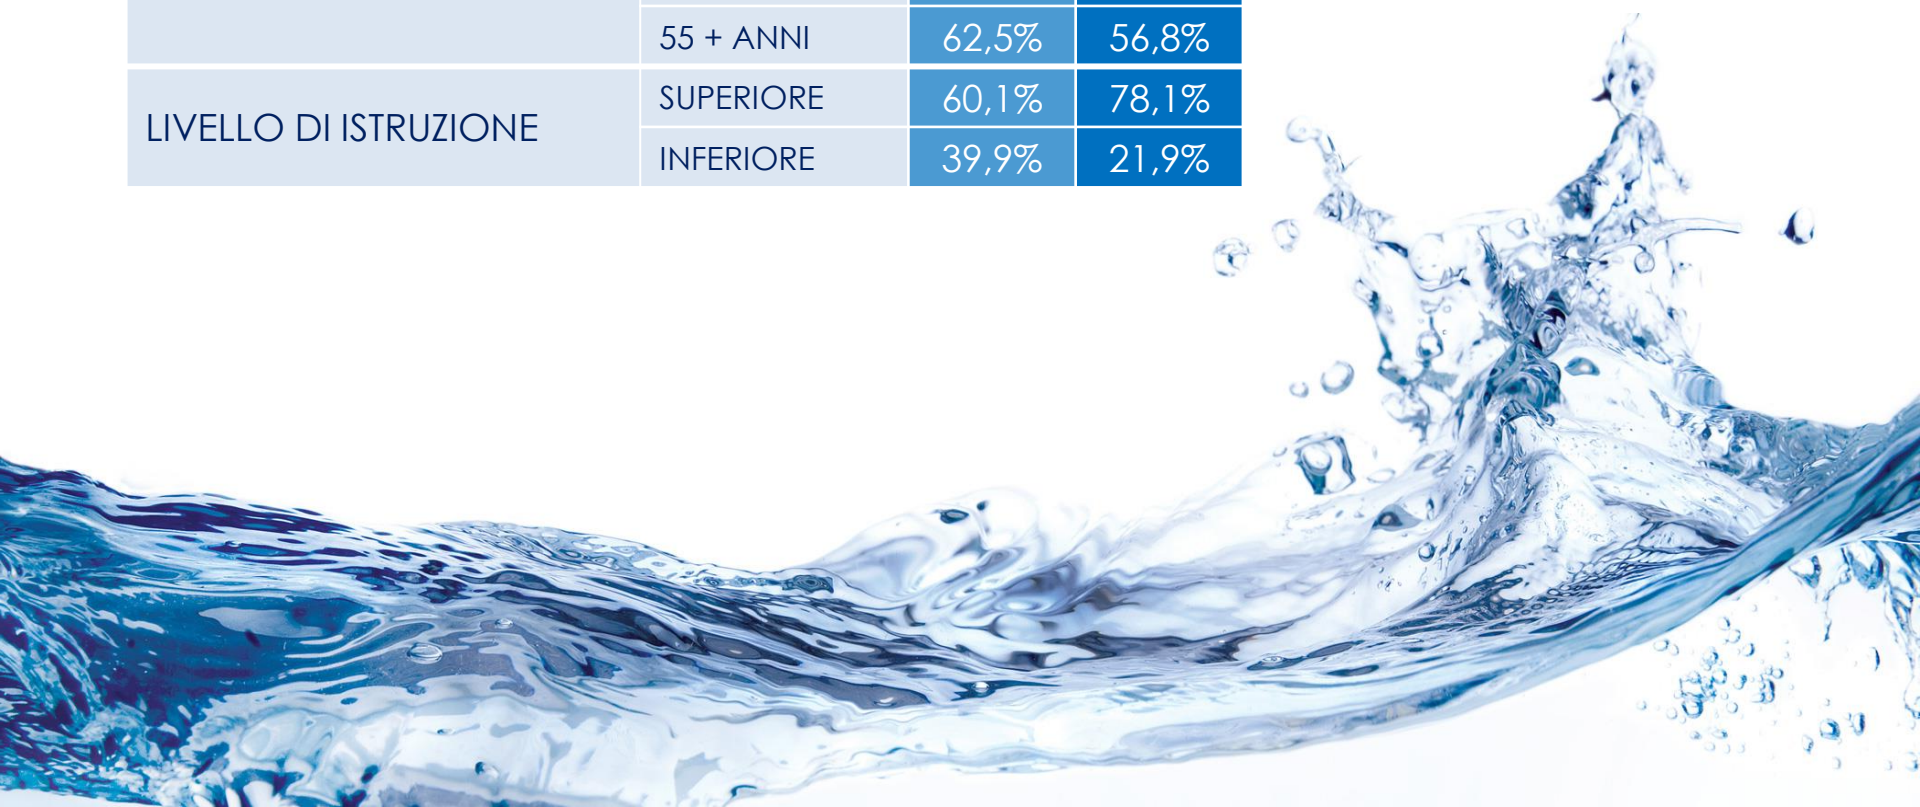 55 + ANNI 62,5% 56,8%
LIVELLO DI ISTRUZIONE
SUPERIORE 60,1% 78,1%
INFERIORE 39,9% 21,9%